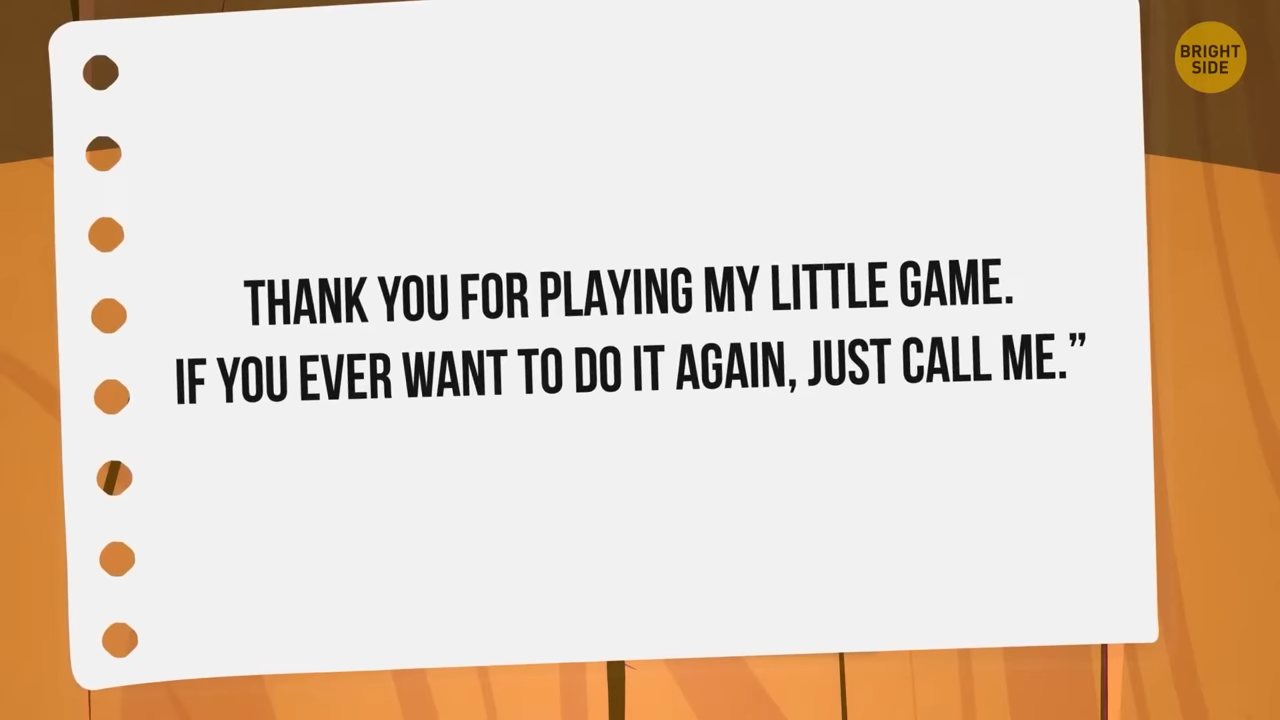 BRIGHT
SIDE
THANK YOU FOR PLAYING MY LITTLE GAME.
IF YOU EVER WANT TO DO IT AGAIN, JUST CALL ME.”